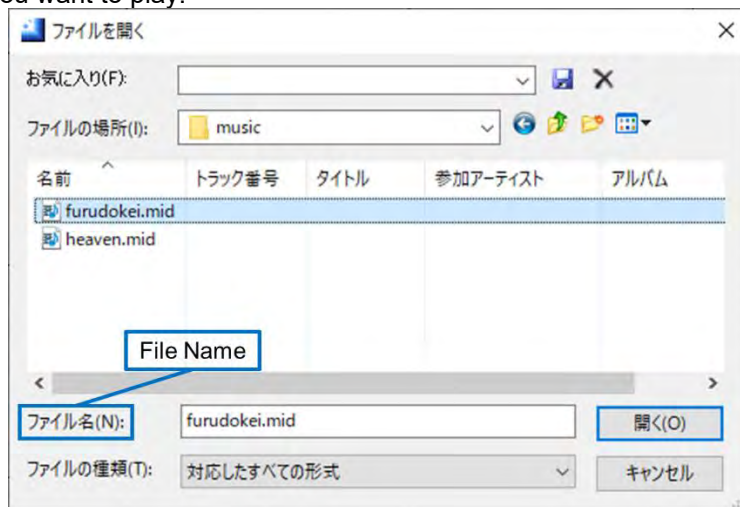 ou want to play.
ファイルを開く
お気に入り(F):
ファイルの場所(I): music
名前 トラック番号 タイトル 参加アーティスト アルバム
furudokei.mid
heaven.mid
File Name
ファイル名(N): furudokei.mid 開く(O)
ファイルの種類(T): 対応したすべての形式 キャンセル